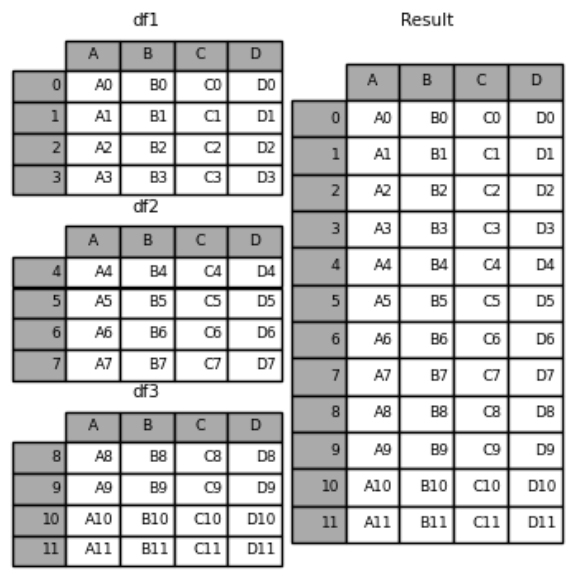 df1
A B C D
0 A0 B0 C0 D0
1 A1 B1 C1 D1
2 A2 B2 C2 D2
3 A3 B3 C3 D3
df2
A B C D
4 A4 B4 C4 D4
5 A5 B5 C5 D5
6 A6 B6 C6 D6
7 A7 B7 C7 D7
df3
A B C D
8 A8 B8 C8 D8
9 A9 B9 C9 D9
10 A10 B10 C10 D10
11 A11 B11 C11 D11
Result
A B C D
0 A0 B0 C0 D0
1 A1 B1 C1 D1
2 A2 B2 C2 D2
3 A3 B3 C3 D3
4 A4 B4 C4 D4
5 A5 B5 C5 D5
6 A6 B6 C6 D6
7 A7 B7 C7 D7
8 A8 B8 C8 D8
9 A9 B9 C9 D9
10 A10 B10 C10 D10
11 A11 B11 C11 D11